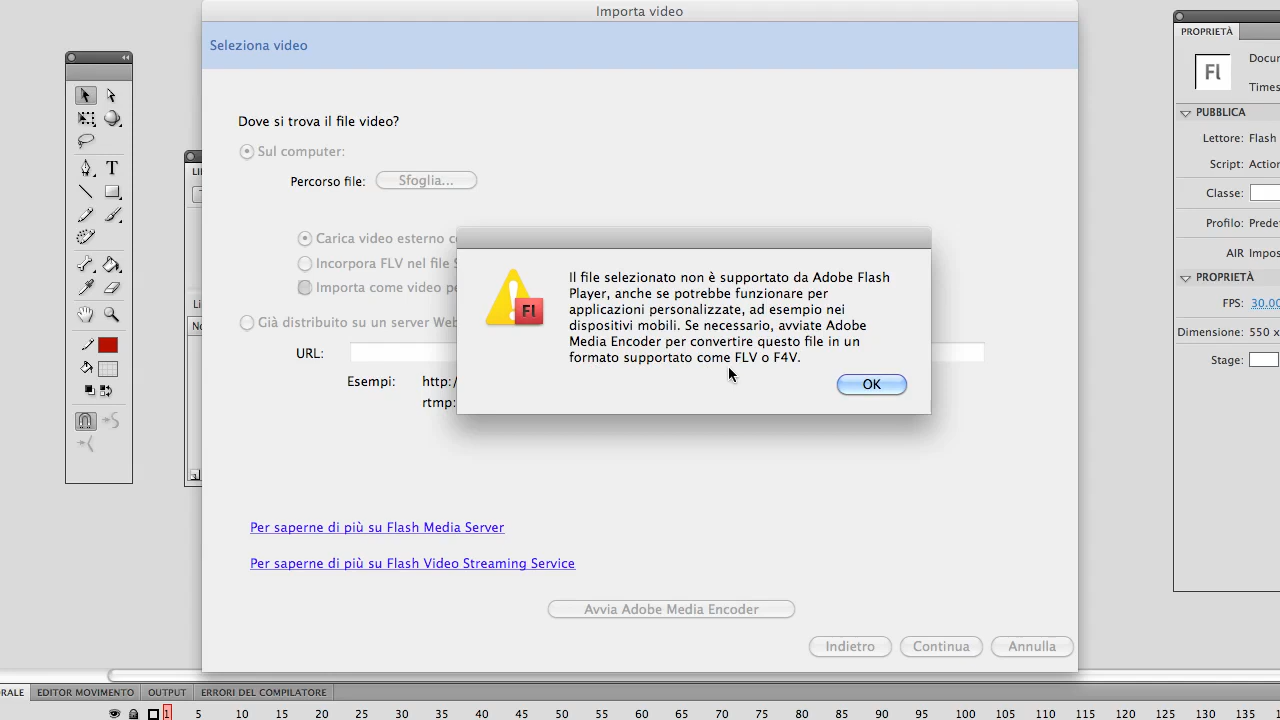 Importa video
Seleziona video
Dove si trova il file video?
Sul computer:
Percorso file:
Sfoglia...
Carica video esterno c
Incorpora FLV nel file
Importa come video pe
Già distribuito su un server Web
URL:
Esempi:
http:/
rtmp:
Il file selezionato non è supportato da Adobe Flash
Player, anche se potrebbe funzionare per
applicazioni personalizzate, ad esempio nei
dispositivi mobili. Se necessario, avviate Adobe
Media Encoder per convertire questo file in un
formato supportato come FLV o F4V.
OK
Per saperne di più su Flash Media Server
Per saperne di più su Flash Video Streaming Service
Avvia Adobe Media Encoder
Indietro
Continua
Annulla
PROPRIETÀ
Fl
Docum
Times
PUBBLICA
Lettore: Flash
Script: Action
Classe:
Profilo: Prede
AIR Impos
PROPRIETÀ
FPS: 30.00
Dimensione: 550 x
Stage:
T
LI
Li
No
Fl
ORALE
EDITOR MOVIMENTO
OUTPUT
ERRORI DEL COMPILATORE
1 5 10 15 20 25 30 35 40 45 50 55 60 65 70 75 80 85 90 95 100 105 110 115 120 125 130 135